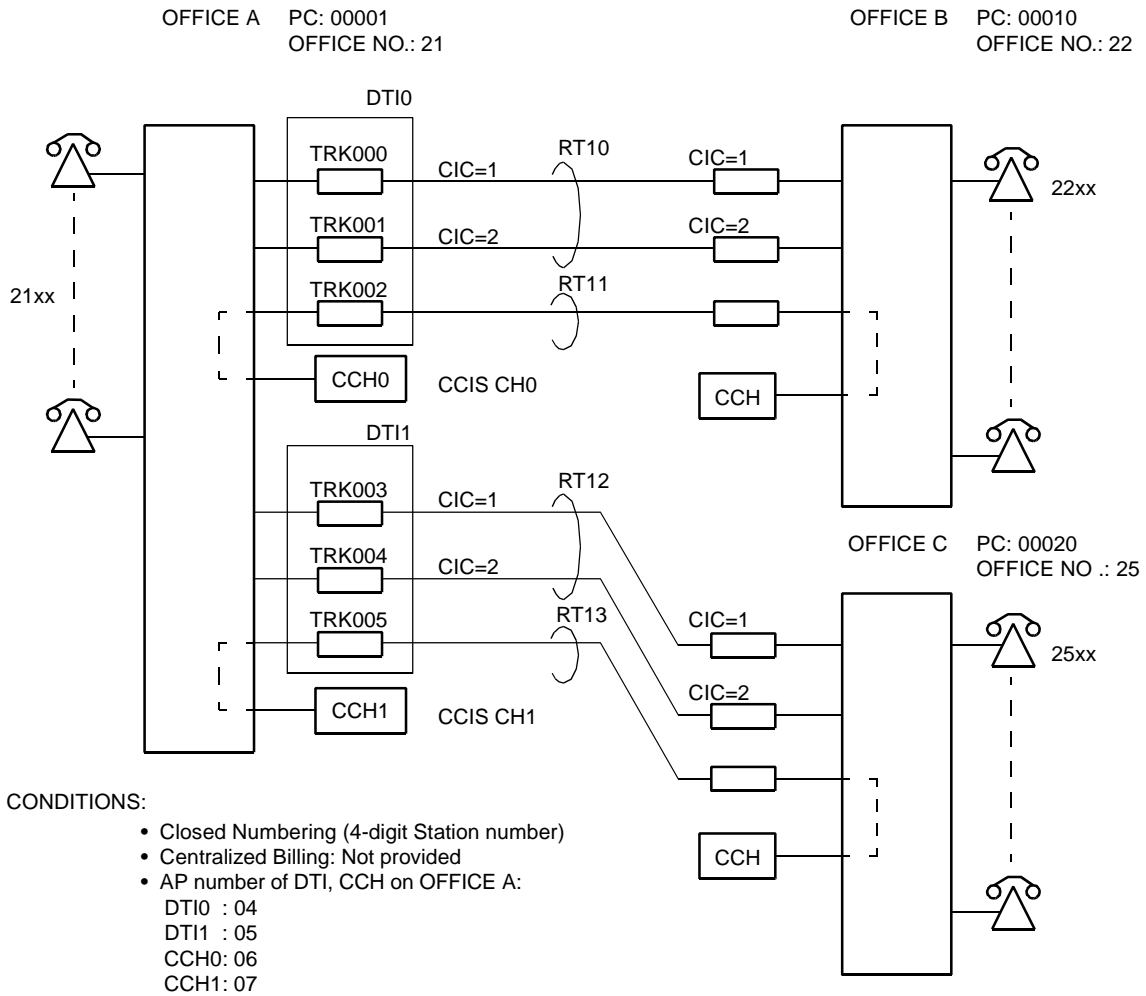 OFFICE A PC: 00001
OFFICE NO.: 21
OFFICE B PC: 00010
OFFICE NO.: 22
DTI0
TRK000
CIC=1
RT10
CIC=1
TRK001
CIC=2
CIC=2
22xx
TRK002
RT11
21xx
CCH0
CCIS CH0
CCH
DTI1
TRK003
CIC=1
RT12
TRK004
CIC=2
OFFICE C PC: 00020
OFFICE NO .: 25
TRK005
RT13
CIC=1
25xx
CIC=2
CCH1
CCIS CH1
CCH
CONDITIONS:
• Closed Numbering (4-digit Station number)
• Centralized Billing: Not provided
• AP number of DTI, CCH on OFFICE A:
DTI0 : 04
DTI1 : 05
CCH0: 06
CCH1: 07